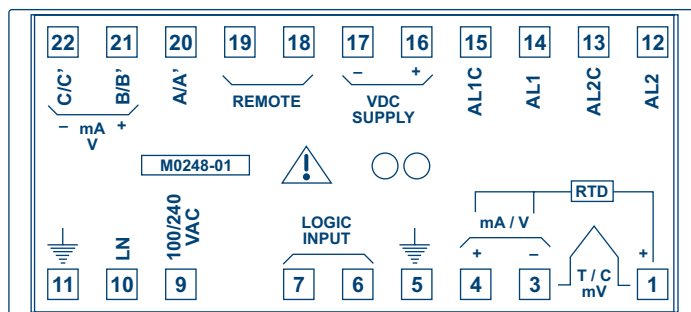 22 21 20 19 18 17 16 15 14 13 12
– +
C/C' B/B' A/A' REMOTE VDC SUPPLY AL1C AL1 AL2C AL2
– mA +
V
M0248-01
RTD
LN 100/240 VAC LOGIC INPUT mA / V
+ – +
T / C
mV
11 10 9 7 6 5 4 3 1